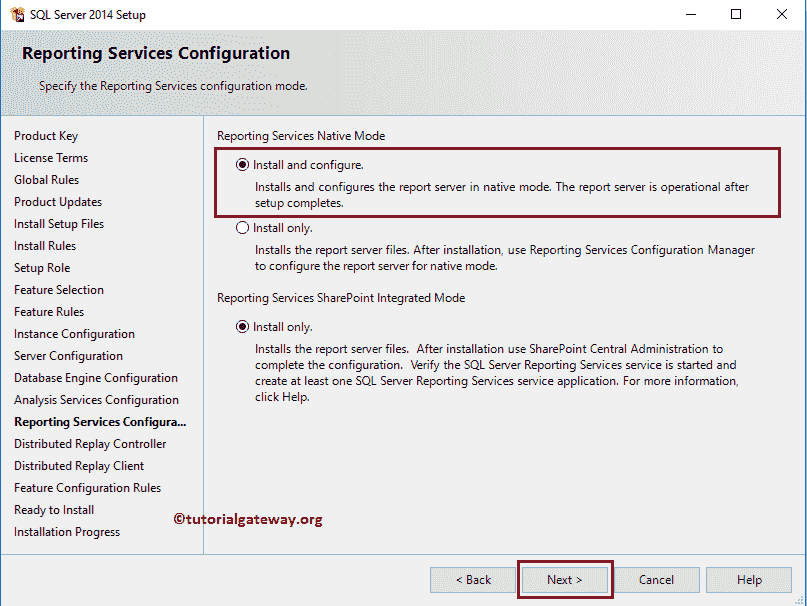 SQL Server 2014 Setup
Reporting Services Configuration
Specify the Reporting Services configuration mode.
Product Key
License Terms
Global Rules
Product Updates
Install Setup Files
Install Rules
Setup Role
Feature Selection
Feature Rules
Instance Configuration
Server Configuration
Database Engine Configuration
Analysis Services Configuration
Reporting Services Configura...
Distributed Replay Controller
Distributed Replay Client
Feature Configuration Rules
Ready to Install
Installation Progress
Reporting Services Native Mode
Install and configure.
Installs and configures the report server in native mode. The report server is operational after
setup completes.
Install only.
Installs the report server files. After installation, use Reporting Services Configuration Manager
to configure the report server for native mode.
Reporting Services SharePoint Integrated Mode
Install only.
Installs the report server files. After installation use SharePoint Central Administration to
complete the configuration. Verify the SQL Server Reporting Services service is started and
create at least one SQL Server Reporting Services service application. For more information,
click Help.
©tutorialgateway.org
< Back
Next >
Cancel
Help